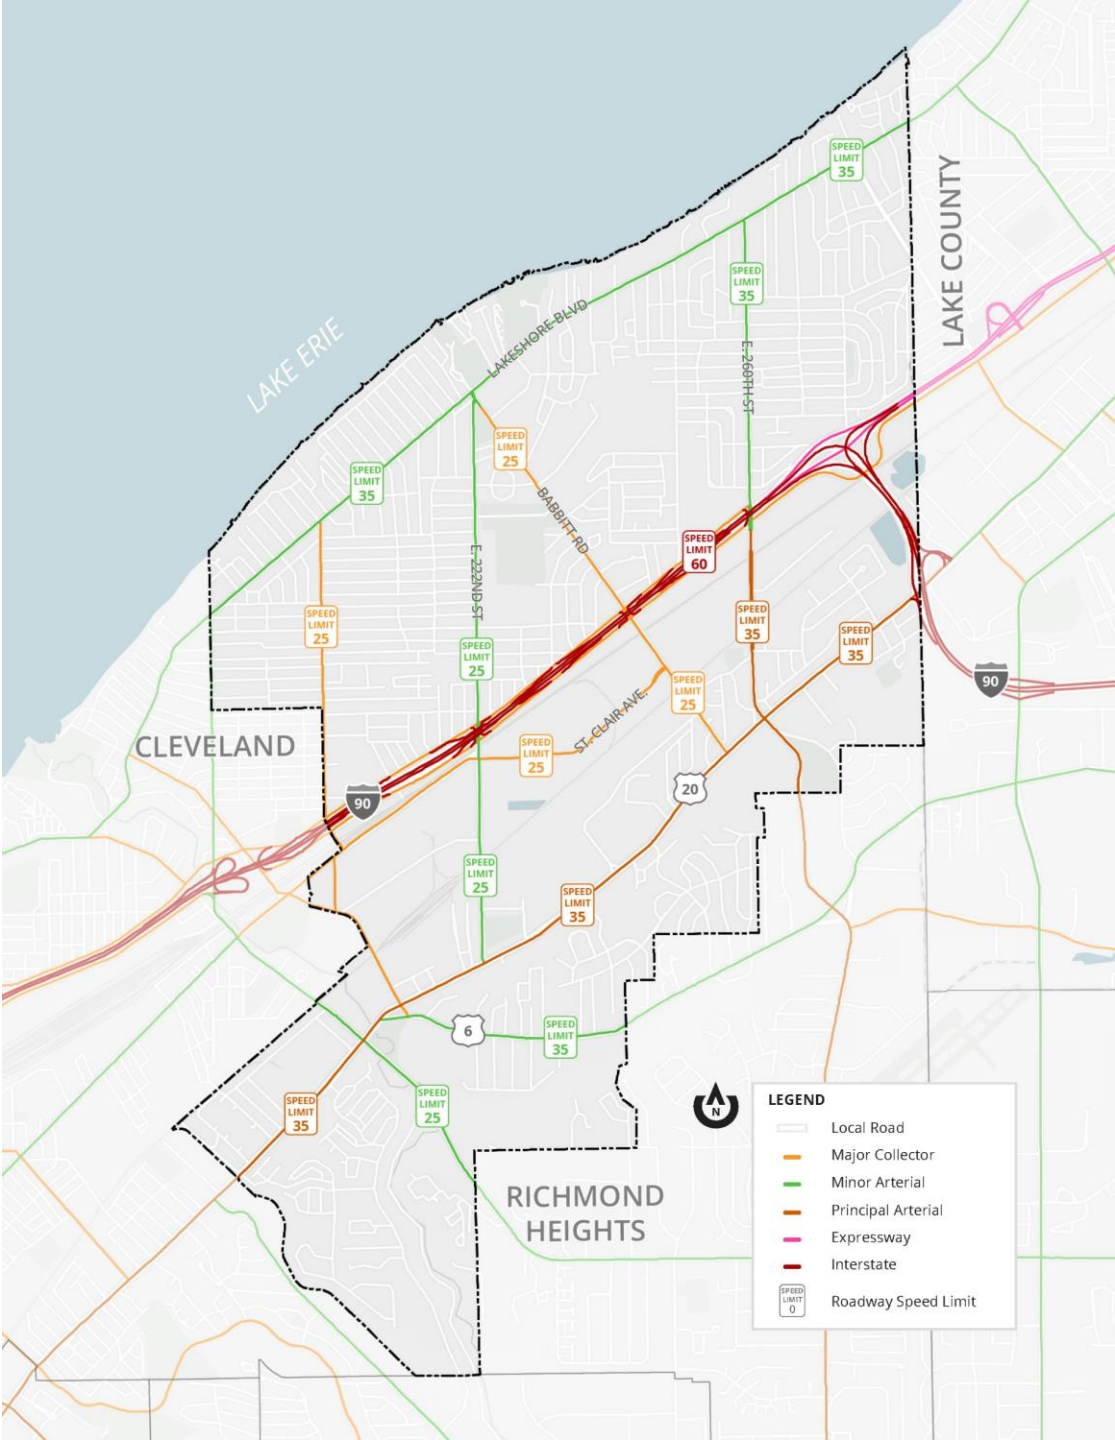 SPEED
LIMIT
35
LAKE COUNTY
SPEED
LIMIT
35
LAKESHORE BLVD
LAKE ERIE
E. 260TH ST
SPEED
LIMIT
25
SPEED
LIMIT
35
BABBITT RD
SPEED
LIMIT
60
E. 222ND ST
SPEED
LIMIT
25
SPEED
LIMIT
35
SPEED
LIMIT
35
SPEED
LIMIT
25
90
SPEED
LIMIT
25
ST. CLAIR AVE.
CLEVELAND
SPEED
LIMIT
25
20
90
SPEED
LIMIT
25
SPEED
LIMIT
35
6
SPEED
LIMIT
35
SPEED
LIMIT
25
SPEED
LIMIT
35
N
RICHMOND
HEIGHTS
LEGEND
Local Road
Major Collector
Minor Arterial
Principal Arterial
Expressway
Interstate
SPEED
LIMIT
0
Roadway Speed Limit